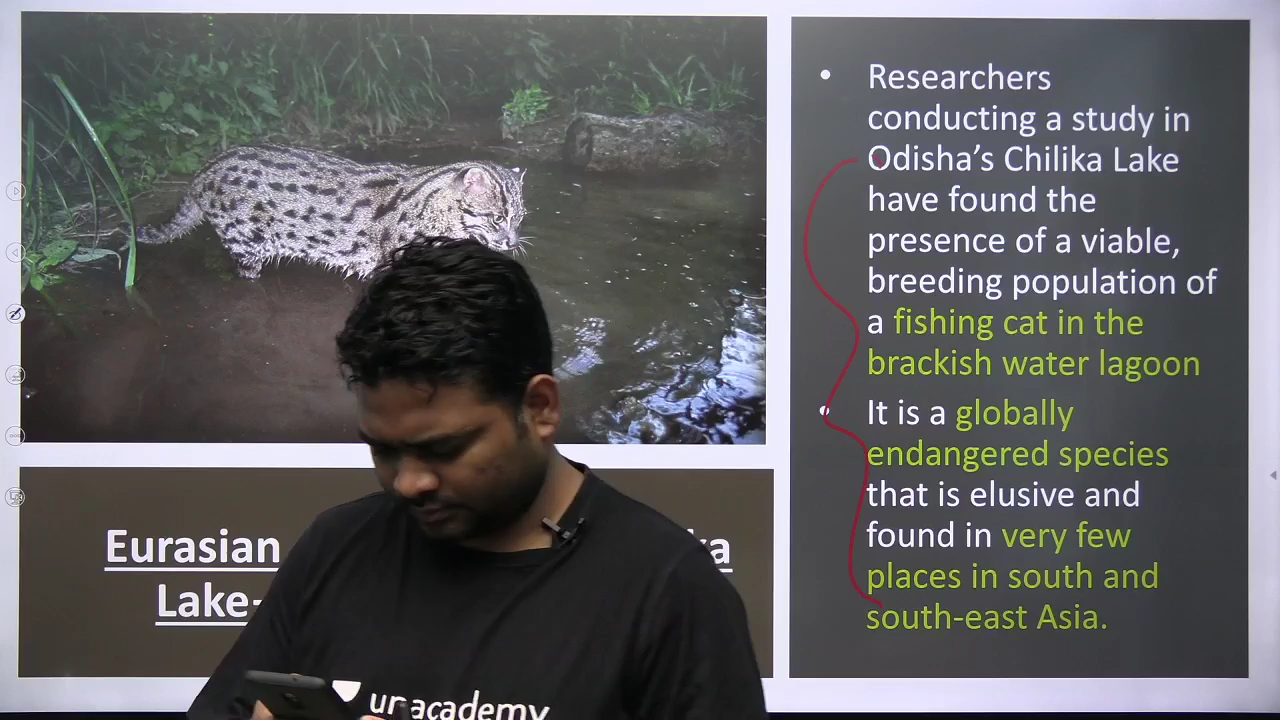 Researchers
conducting a study in
Odisha’s Chilika Lake
have found the
presence of a viable,
breeding population of
a fishing cat in the
brackish water lagoon
It is a globally
endangered species
that is elusive and
found in very few
places in south and
south-east Asia.
Eurasian
Lake-
unacademy